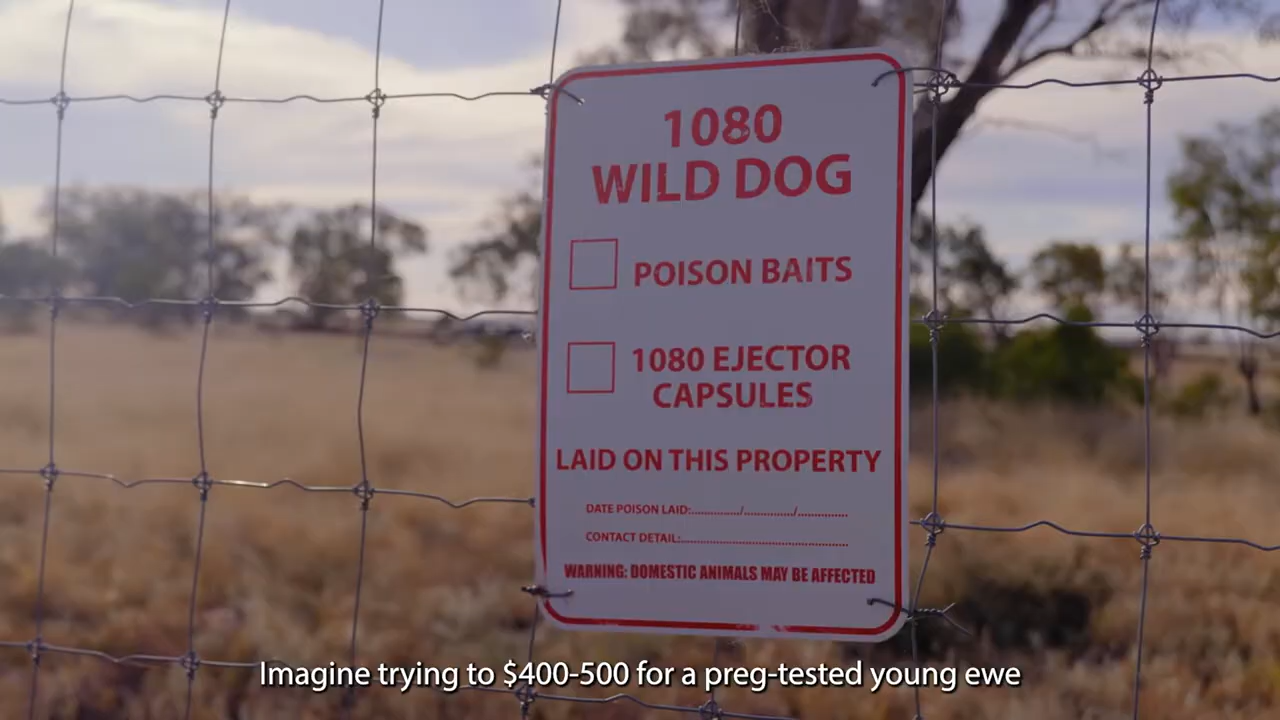 1080
WILD DOG
POISON BAITS
1080 EJECTOR
CAPSULES
LAID ON THIS PROPERTY
DATE POISON LAID:............../............../..............
CONTACT DETAIL:..............................................
WARNING: DOMESTIC ANIMALS MAY BE AFFECTED
Imagine trying to $400-500 for a preg-tested young ewe